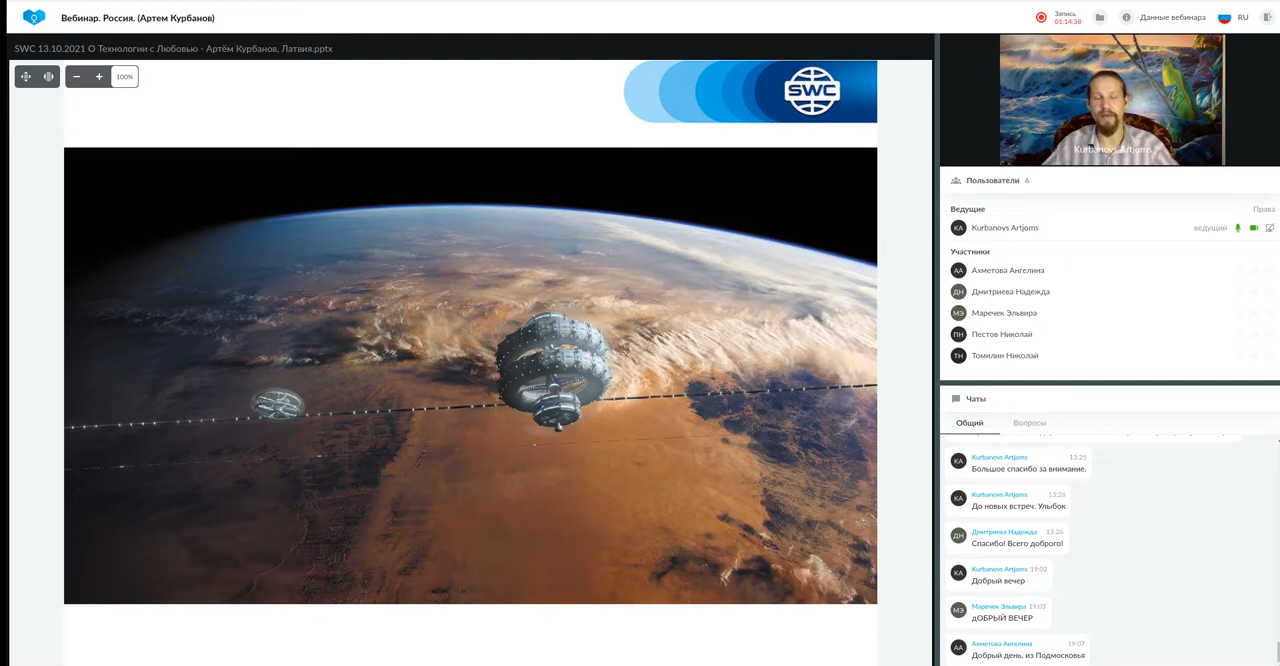 Вебинар. Россия. (Артем Курбанов)
Запись
01:14:38
Данные вебинара
RU
SWC 13.10.2021 О Технологии с Любовью - Артём Курбанов, Латвия.pptx
100%
SWC
Kurbanovs Artjoms
Пользователи 6
Ведущие
Права
KA Kurbanovs Artjoms ведущий
Участники
АА Ахметова Ангелина
ДН Дмитриева Надежда
МЭ Маречек Эльвира
ПН Пестов Николай
ТН Томилин Николай
Чаты
Общий Вопросы
KA Kurbanovs Artjoms 13:25
Большое спасибо за внимание.
KA Kurbanovs Artjoms 13:26
До новых встреч. Улыбок
ДН Дмитриева Надежда 13:26
Спасибо! Всего доброго!
KA Kurbanovs Artjoms 19:02
Добрый вечер
МЭ Маречек Эльвира 19:03
дОБРЫЙ ВЕЧЕР
АА Ахметова Ангелина 19:07
Добрый день, из Подмосковья